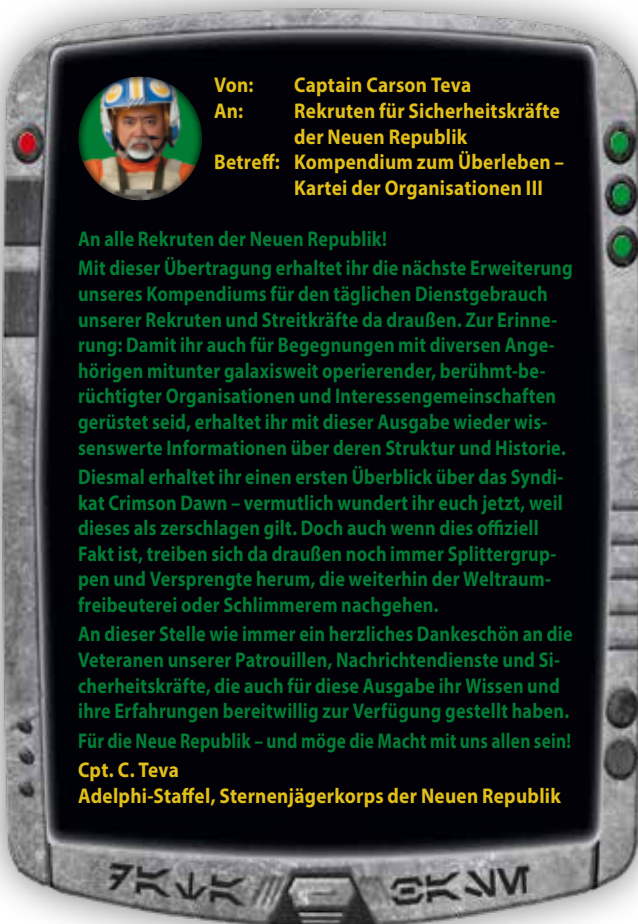 Von: Captain Carson Teva
An: Rekruten für Sicherheitskräfte
der Neuen Republik
Betreff: Kompendium zum Überleben –
Kartei der Organisationen III
An alle Rekruten der Neuen Republik!
Mit dieser Übertragung erhaltet ihr die nächste Erweiterung
unseres Kompendiums für den täglichen Dienstgebrauch
unserer Rekruten und Streitkräfte da draußen. Zur Erinne-
rung: Damit ihr auch für Begegnungen mit diversen Ange-
hörigen mitunter galaxisweit operierender, berühmt-be-
rüchtigter Organisationen und Interessengemeinschaften
gerüstet seid, erhaltet ihr mit dieser Ausgabe wieder wis-
senswerte Informationen über deren Struktur und Historie.
Diesmal erhaltet ihr einen ersten Überblick über das Syndi-
kat Crimson Dawn – vermutlich wundert ihr euch jetzt, weil
dieses als zerschlagen gilt. Doch auch wenn dies offiziell
Fakt ist, treiben sich da draußen noch immer Splittergrup-
pen und Versprengte herum, die weiterhin der Weltraum-
freibeuterei oder Schlimmerem nachgehen.
An dieser Stelle wie immer ein herzliches Dankeschön an die
Veteranen unserer Patrouillen, Nachrichtendienste und Si-
cherheitskräfte, die auch für diese Ausgabe ihr Wissen und
ihre Erfahrungen bereitwillig zur Verfügung gestellt haben.
Für die Neue Republik – und möge die Macht mit uns allen sein!
Cpt. C. Teva
Adelphi-Staffel, Sternenjägerkorps der Neuen Republik